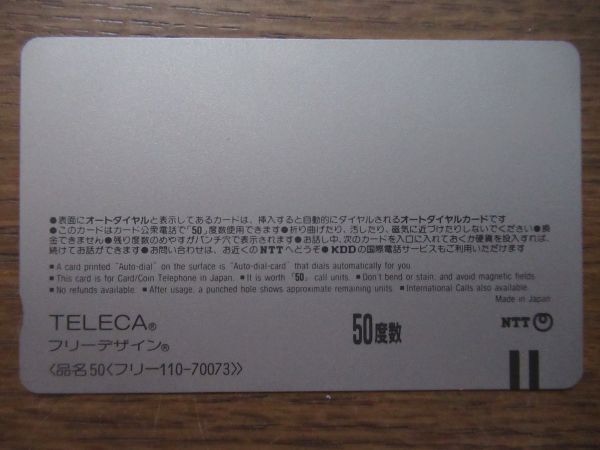 ●表面にオートダイヤルと表示してあるカードは、挿入すると自動的にダイヤルされるオートダイヤルカードです
●このカードはカード公衆電話で「50」度数使用できます●折り曲げたり、汚したり、磁気に近づけたりしないでください●換
金できません●残り度数のめやすがパンチ穴で表示されます●お話し中、次のカードを入口に入れておくか硬貨を投入すれば、
続けてお話ができます●お問い合わせは、お近くのNTTへどうぞ●KDDの国際電話サービスもご利用いただけます
■A card printed "Auto-dial" on the surface is "Auto-dial-card" that dials automatically for you.
■This card is for Card/Coin Telephone in Japan. ■It is worth「50」call units. ■Don't bend or stain, and avoid magnetic fields.
■No refunds available. ■After usage, a punched hole shows approximate remaining units. ■International Calls also available.
Made in Japan
TELECA® 50度数 NTT
フリーデザイン®
〈品名50〈フリー110-70073〉〉